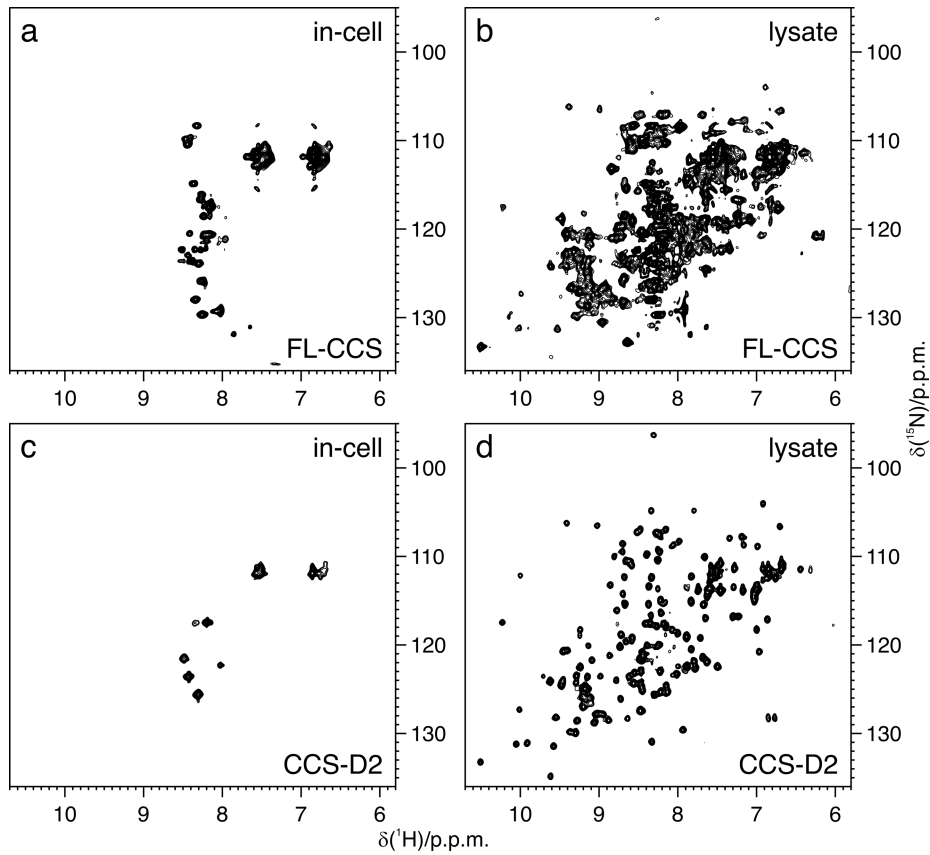 a
in-cell
FL-CCS
100
110
120
130
10 9 8 7 6
b
lysate
FL-CCS
100
110
120
130
10 9 8 7 6
c
in-cell
CCS-D2
100
110
120
130
10 9 8 7 6
d
lysate
CCS-D2
100
110
120
130
10 9 8 7 6
δ(¹⁵N)/p.p.m.
δ(¹H)/p.p.m.